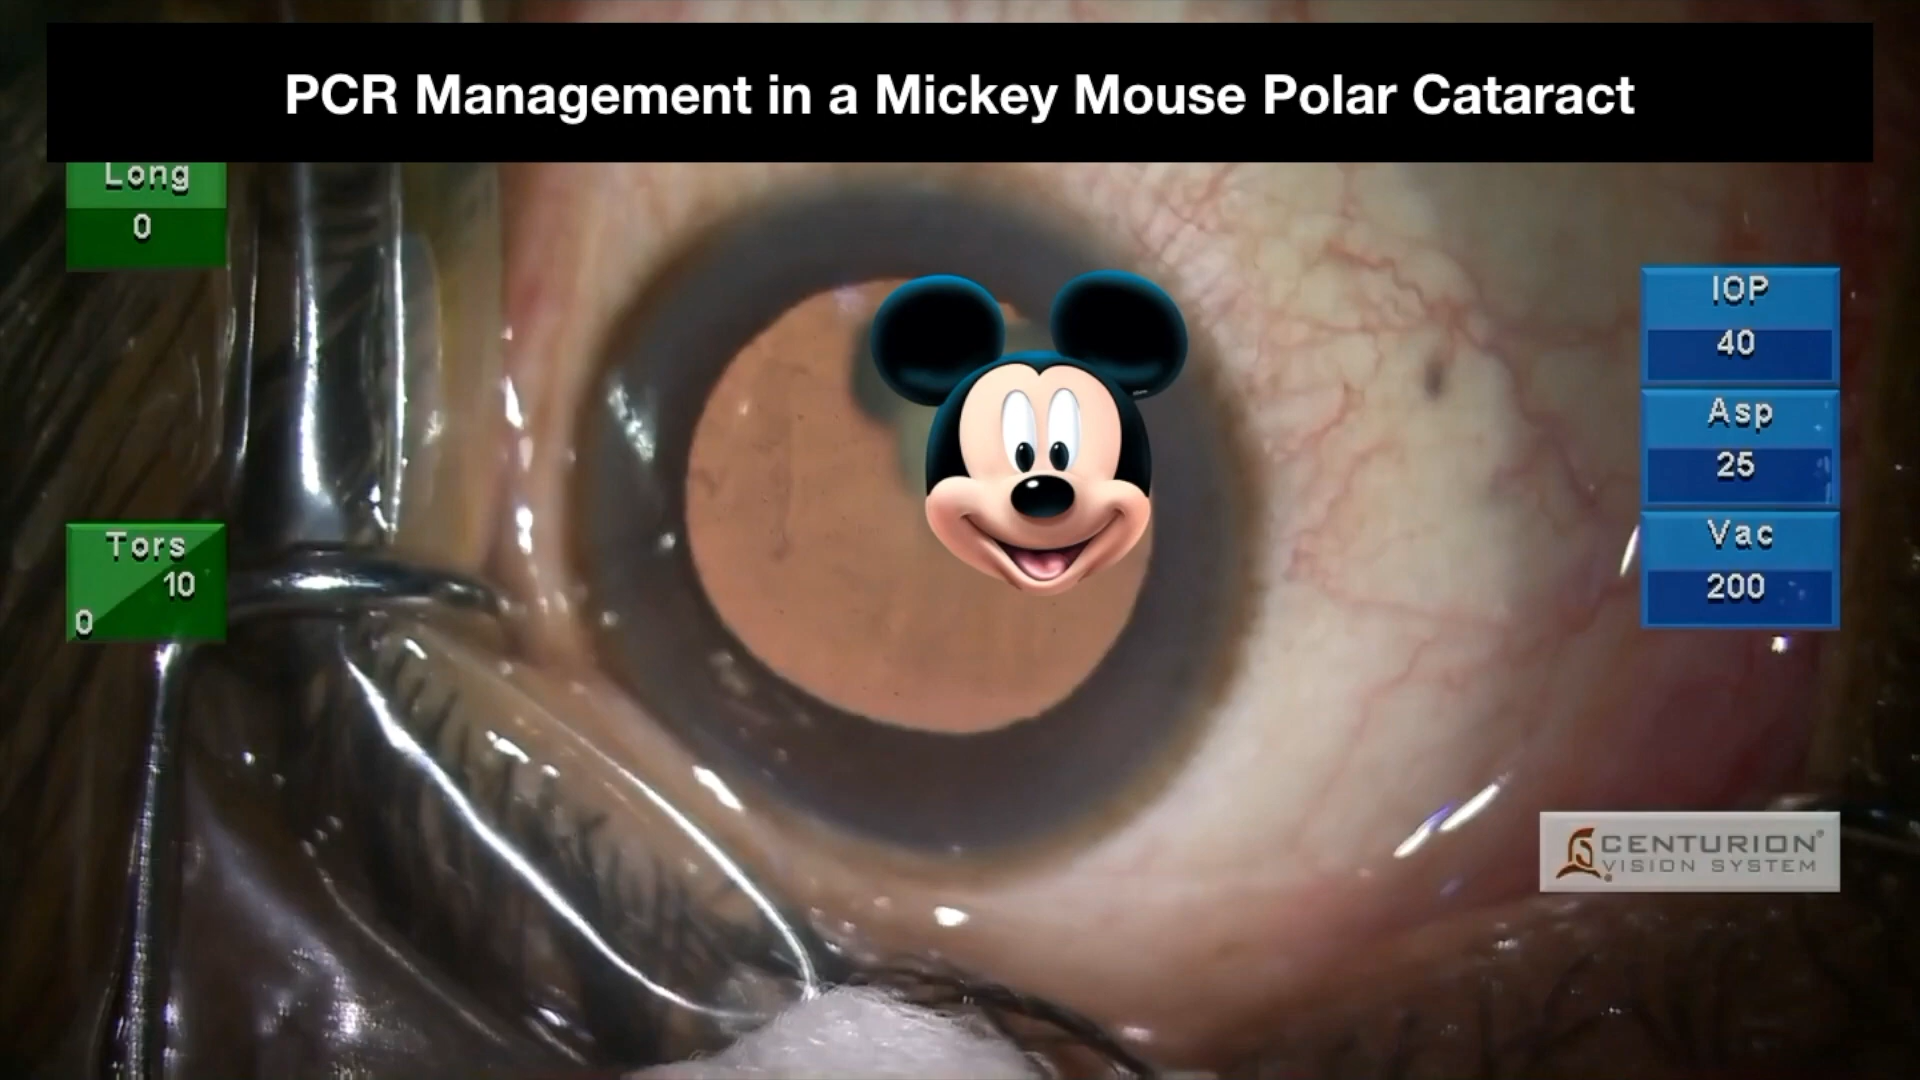 PCR Management in a Mickey Mouse Polar Cataract
Long
0
Tors
10
0
IOP
40
Asp
25
Vac
200
CENTURION®
VISION SYSTEM